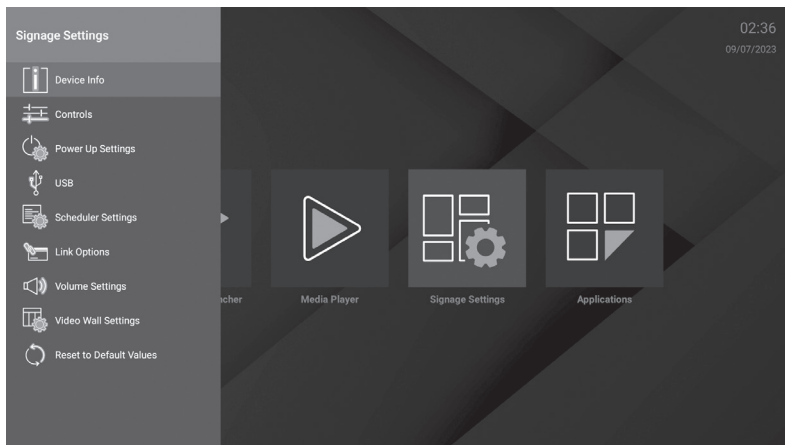 Signage Settings
02:36
09/07/2023
Device Info
Controls
Power Up Settings
USB
Scheduler Settings
Link Options
Volume Settings
Video Wall Settings
Reset to Default Values
ncher
Media Player
Signage Settings
Applications